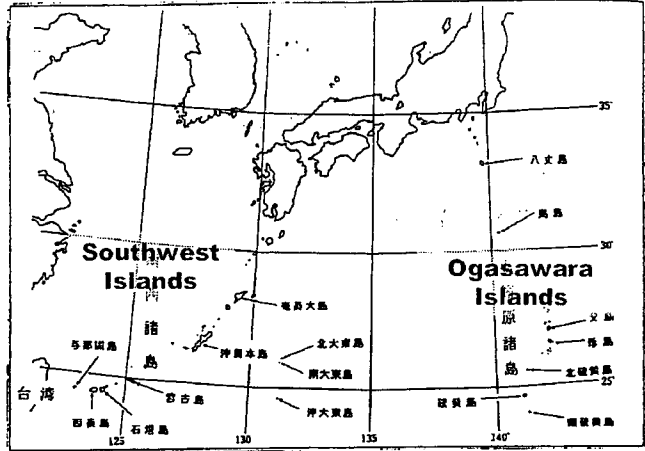 35°
八丈島
鳥島
30°
Southwest
Islands
諸
島
Ogasawara
Islands
原
諸
島
父島
母島
北硫黄島
25°
硫黄島
南硫黄島
奄美大島
沖縄本島
北大東島
南大東島
沖大東島
与那国島
台湾
西表島
石垣島
宮古島
125
130
135
140